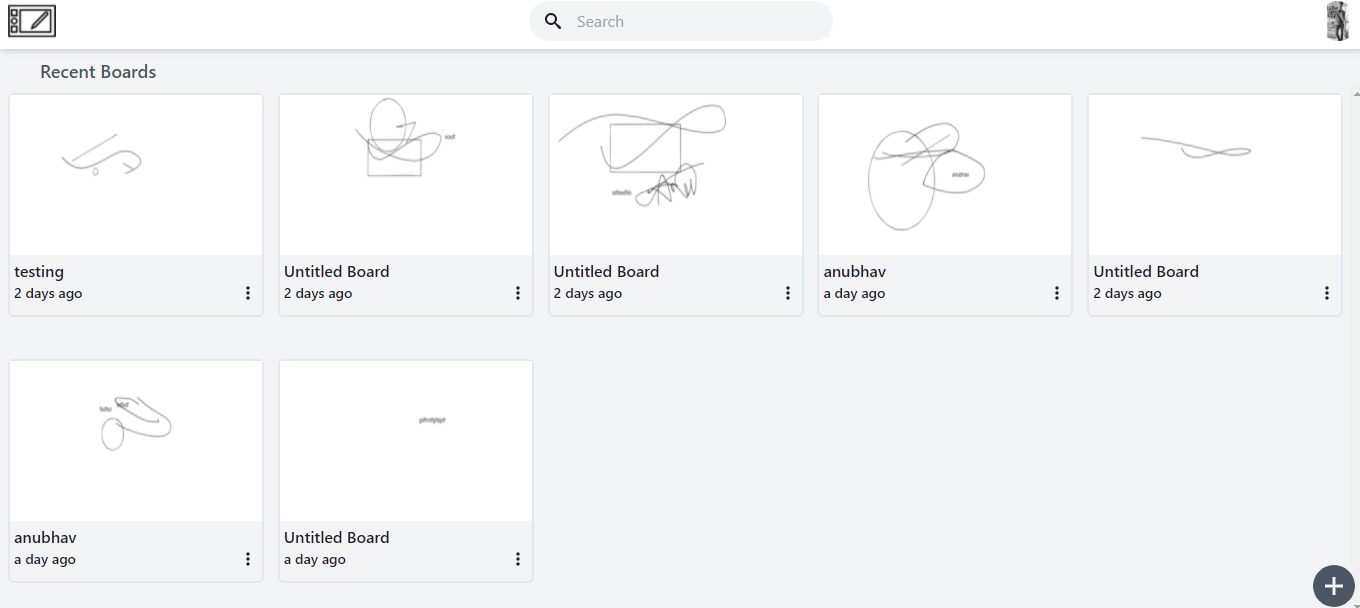 Search
Recent Boards
testing
2 days ago
Untitled Board
2 days ago
Untitled Board
2 days ago
anubhav
anubhav
a day ago
Untitled Board
2 days ago
anubhav
a day ago
Untitled Board
a day ago